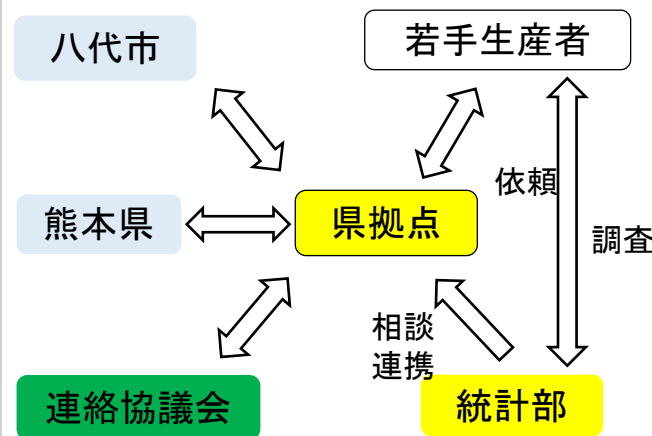 八代市
若手生産者
依頼
熊本県
県拠点
調査
相談
連携
連絡協議会
統計部